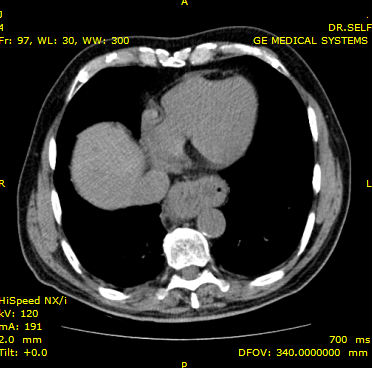 A
J
.
4
DR.SELF
Fr: 97, WL: 30, WW: 300
GE MEDICAL SYSTEMS
R
L
HiSpeed NX/i
kV: 120
mA: 191
2.0 mm
700 ms
Tilt: +0.0
DFOV: 340.0000000 mm
P